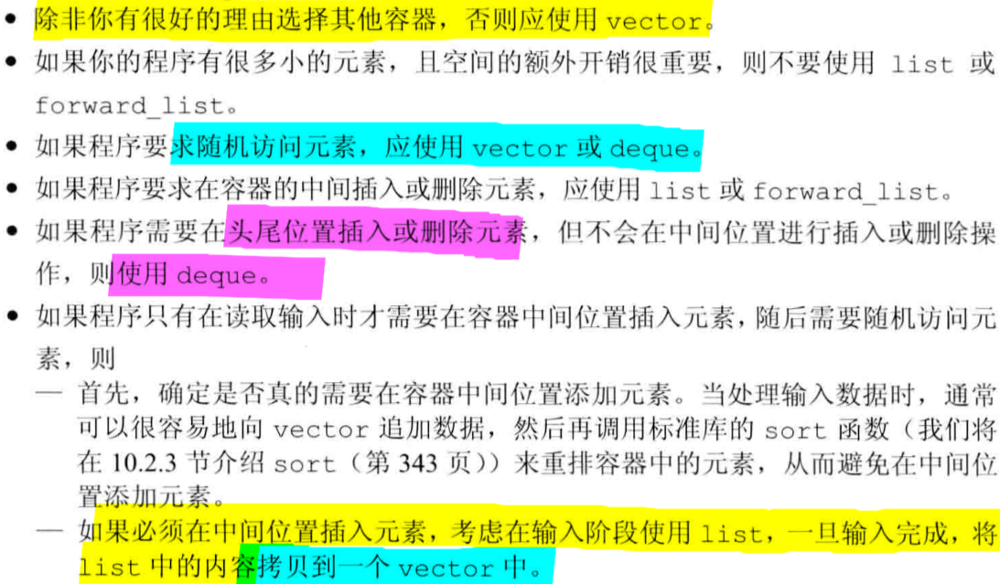 • 除非你有很好的理由选择其他容器，否则应使用 vector。
• 如果你的程序有很多小的元素，且空间的额外开销很重要，则不要使用 list 或
forward_list。
• 如果程序要求随机访问元素，应使用 vector 或 deque。
• 如果程序要求在容器的中间插入或删除元素，应使用 list 或 forward_list。
• 如果程序需要在头尾位置插入或删除元素，但不会在中间位置进行插入或删除操
作，则使用 deque。
• 如果程序只有在读取输入时才需要在容器中间位置插入元素，随后需要随机访问元
素，则
— 首先，确定是否真的需要在容器中间位置添加元素。当处理输入数据时，通常
可以很容易地向 vector 追加数据，然后再调用标准库的 sort 函数（我们将
在 10.2.3 节介绍 sort（第 343 页））来重排容器中的元素，从而避免在中间位
置添加元素。
— 如果必须在中间位置插入元素，考虑在输入阶段使用 list，一旦输入完成，将
list 中的内容拷贝到一个 vector 中。